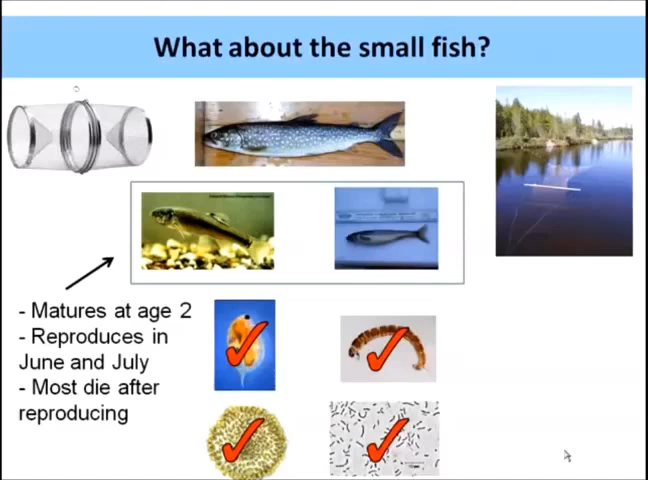 What about the small fish?
- Matures at age 2
- Reproduces in
June and July
- Most die after
reproducing